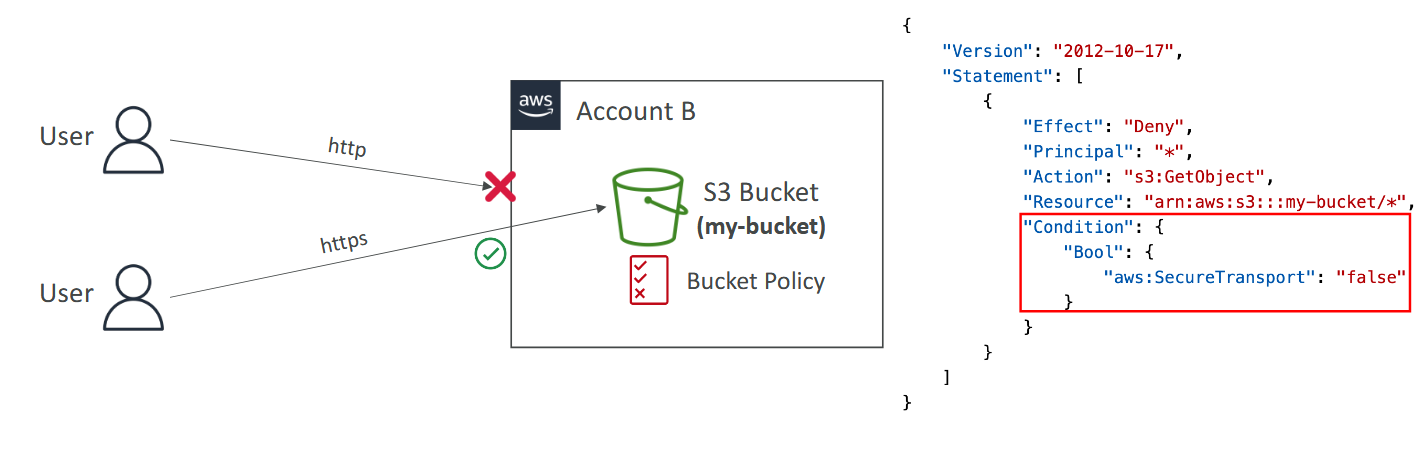 User
http
User
https
aws
Account B
S3 Bucket
(my-bucket)
Bucket Policy
{
    "Version": "2012-10-17",
    "Statement": [
        {
            "Effect": "Deny",
            "Principal": "*",
            "Action": "s3:GetObject",
            "Resource": "arn:aws:s3:::my-bucket/*",
            "Condition": {
                "Bool": {
                    "aws:SecureTransport": "false"
                }
            }
        }
    ]
}